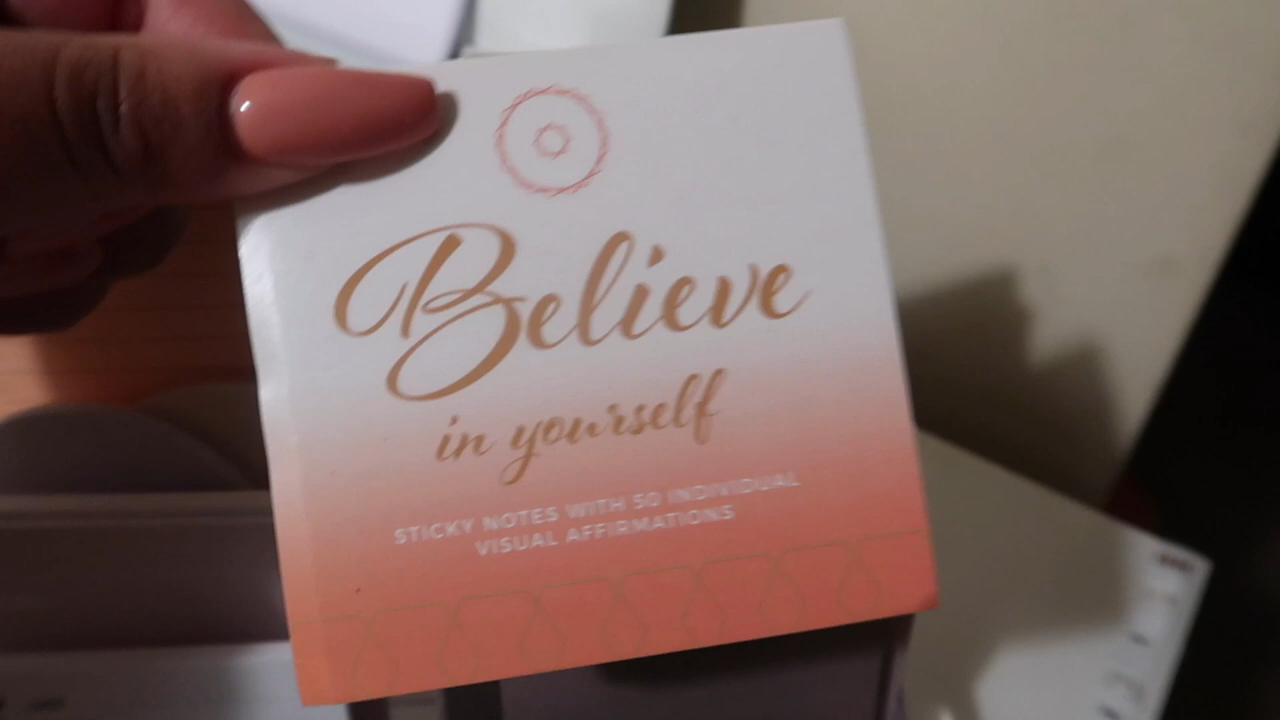 Believe
in yourself
STICKY NOTES WITH 50 INDIVIDUAL
VISUAL AFFIRMATIONS